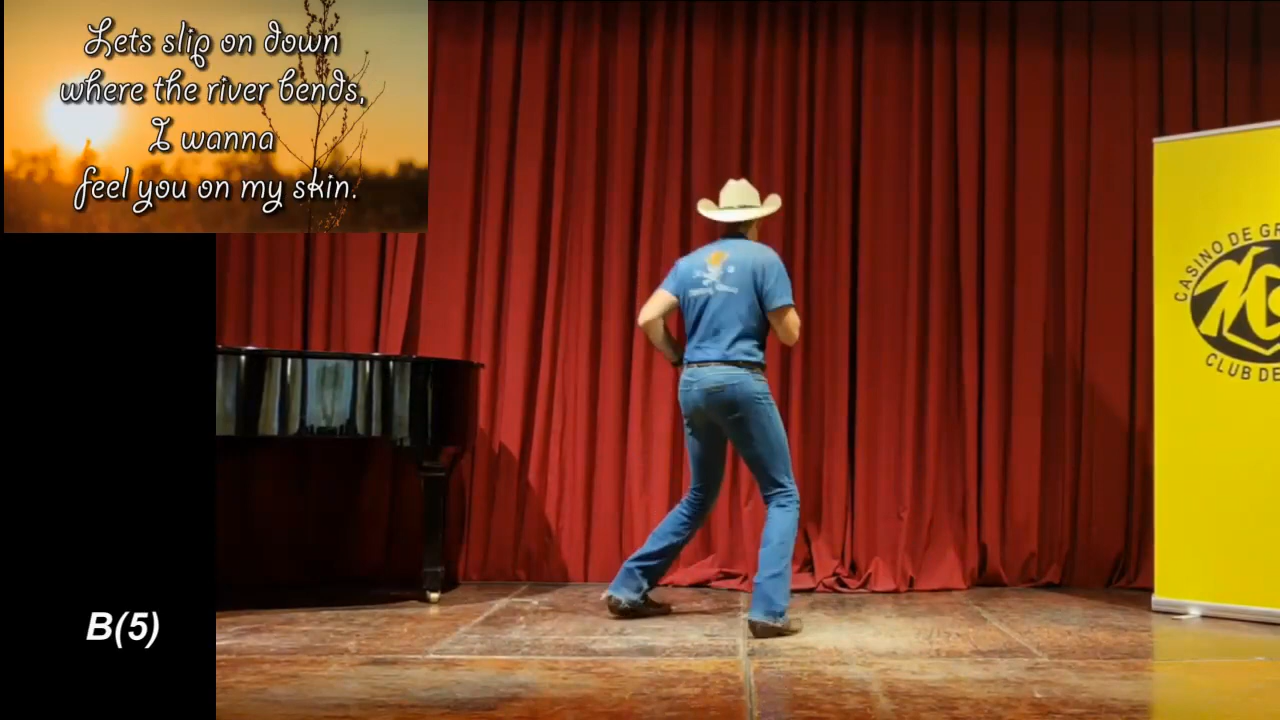 Lets slip on down
where the river bends,
I wanna
feel you on my skin.
CASINO DE
CLUB DE
B(5)